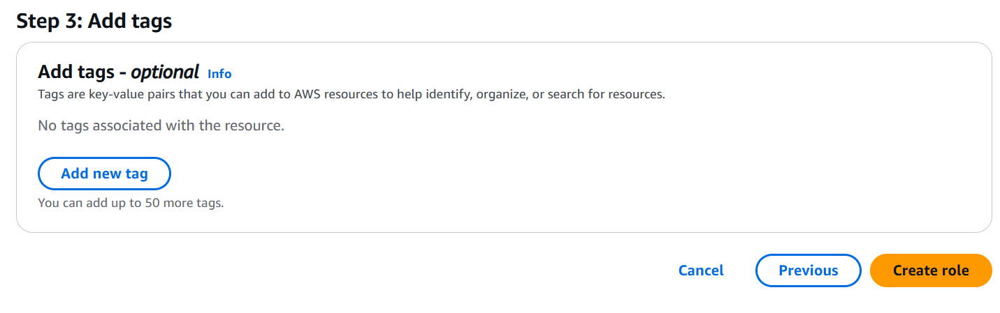 Step 3: Add tags
Add tags - optional Info
Tags are key-value pairs that you can add to AWS resources to help identify, organize, or search for resources.
No tags associated with the resource.
Add new tag
You can add up to 50 more tags.
Cancel Previous Create role